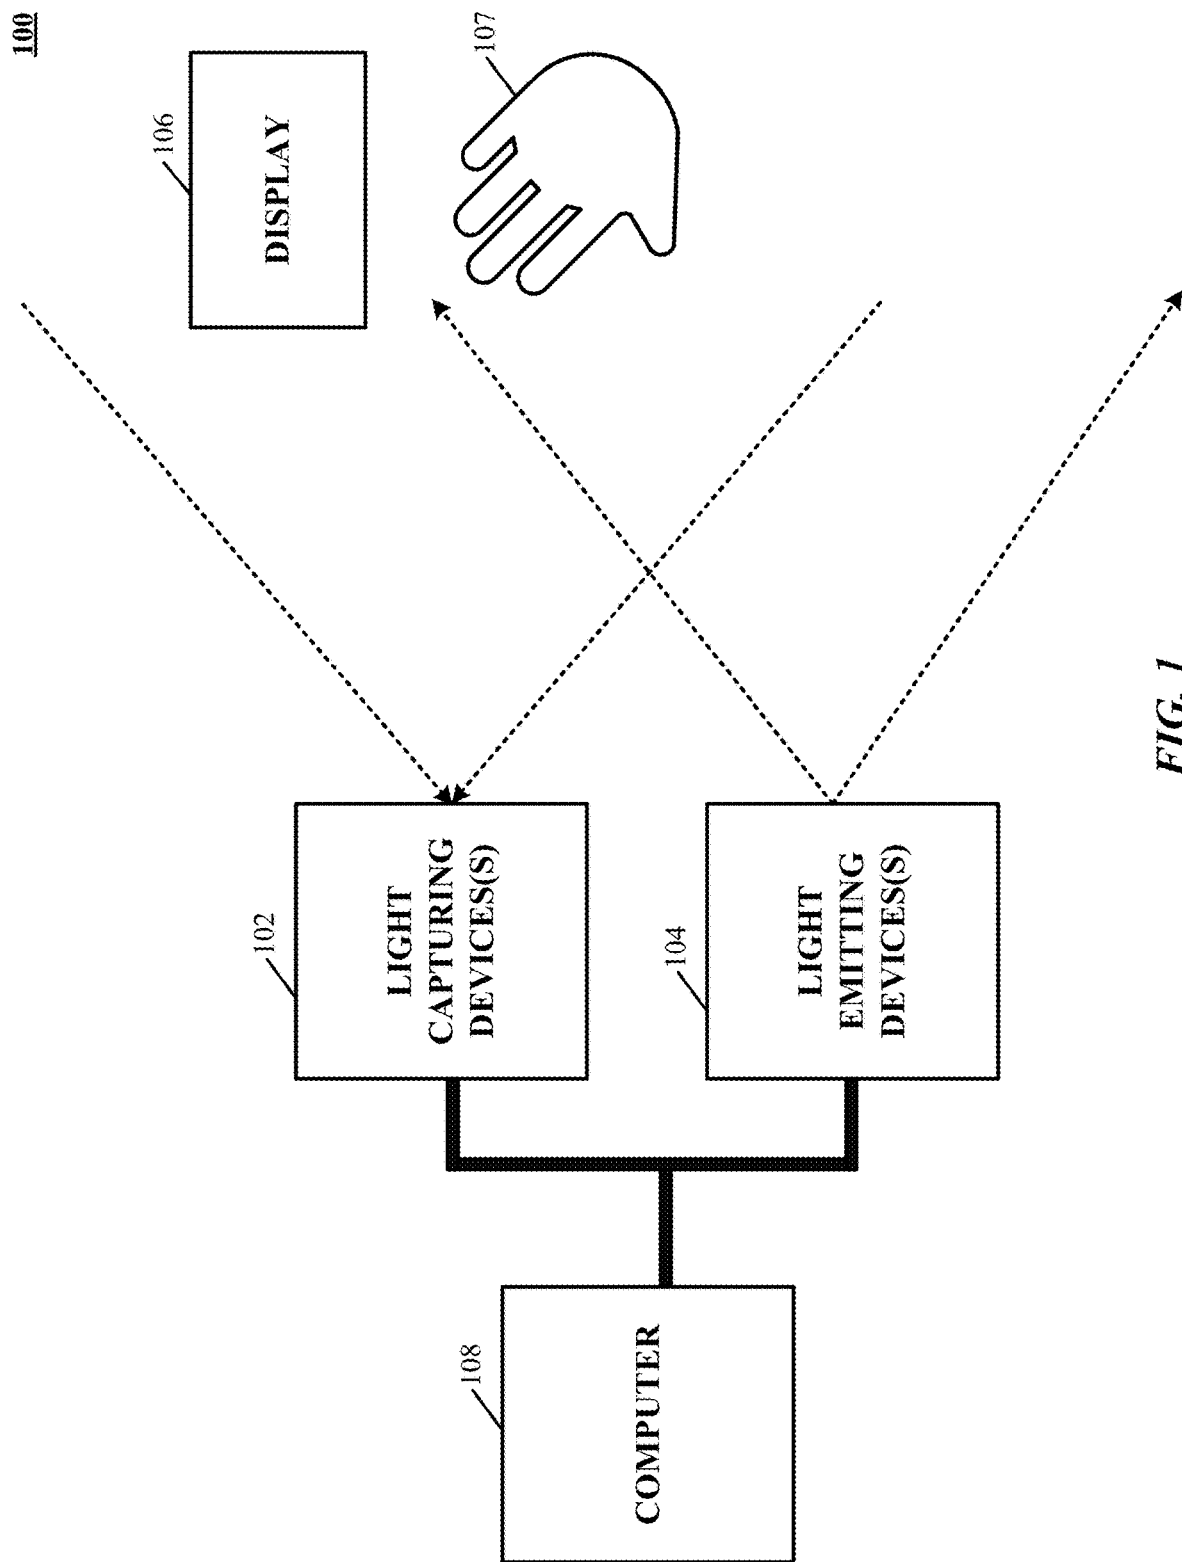 100
106
DISPLAY
107
102
LIGHT
CAPTURING
DEVICES(S)
104
LIGHT
EMITTING
DEVICES(S)
108
COMPUTER
FIG. 1